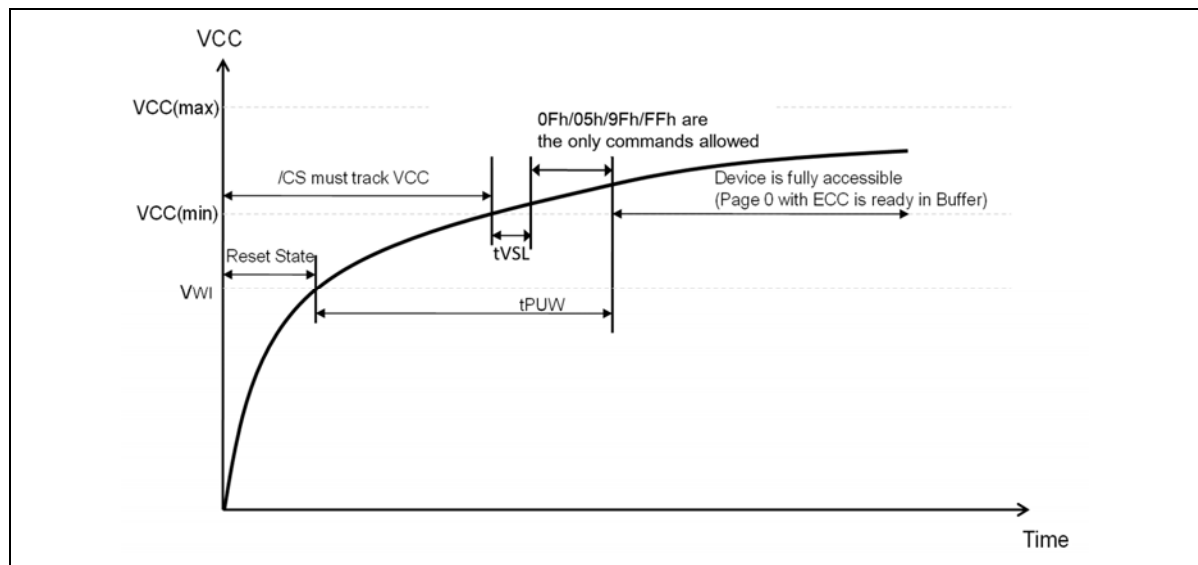 VCC
VCC(max)
0Fh/05h/9Fh/FFh are
the only commands allowed
/CS must track VCC
Device is fully accessible
(Page 0 with ECC is ready in Buffer)
VCC(min)
tVSL
Reset State
VWI
tPUW
Time